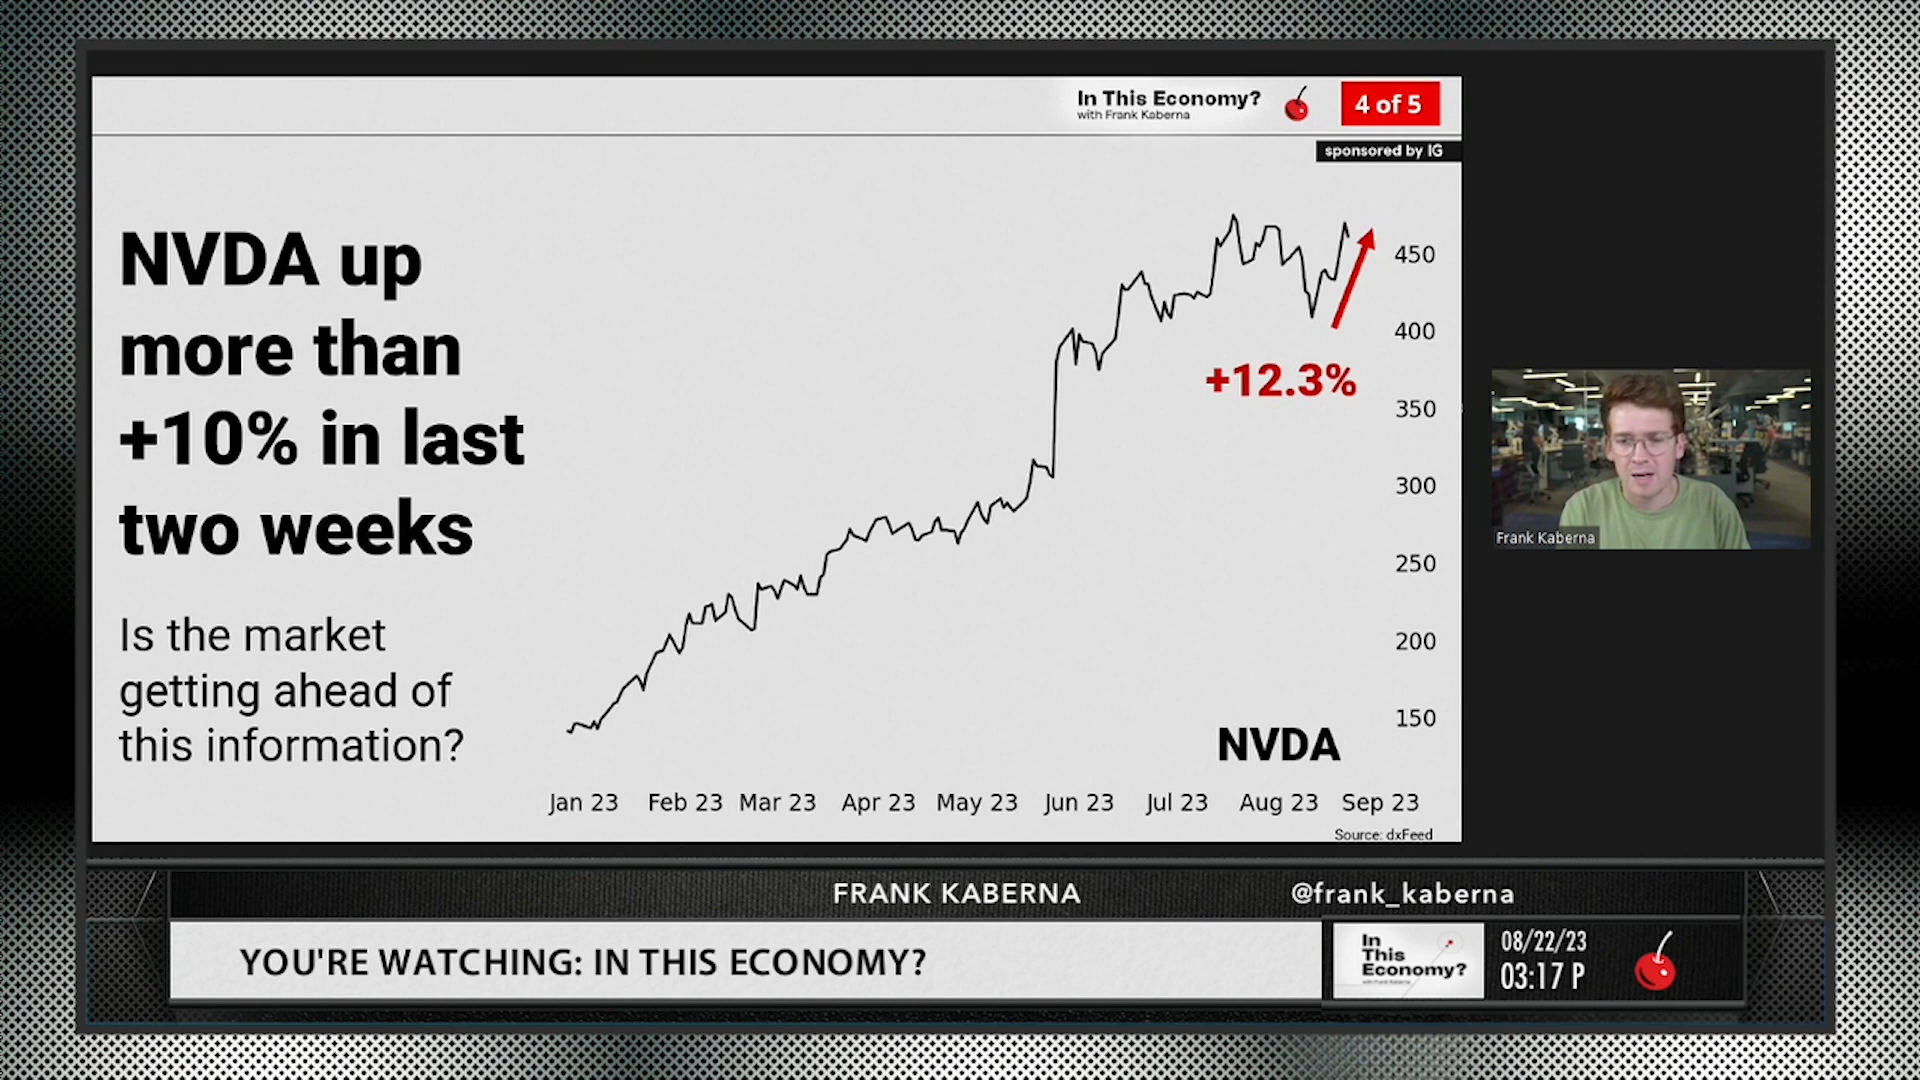 In This Economy?
with Frank Kaberna
4 of 5
sponsored by IG
NVDA up
more than
+10% in last
two weeks
Is the market
getting ahead of
this information?
450
400
+12.3%
350
300
250
200
150
NVDA
Jan 23 Feb 23 Mar 23 Apr 23 May 23 Jun 23 Jul 23 Aug 23 Sep 23
Source: dxFeed
Frank Kaberna
FRANK KABERNA @frank_kaberna
YOU'RE WATCHING: IN THIS ECONOMY?
In
This
Economy?
with Frank Kaberna
08/22/23
03:17 P